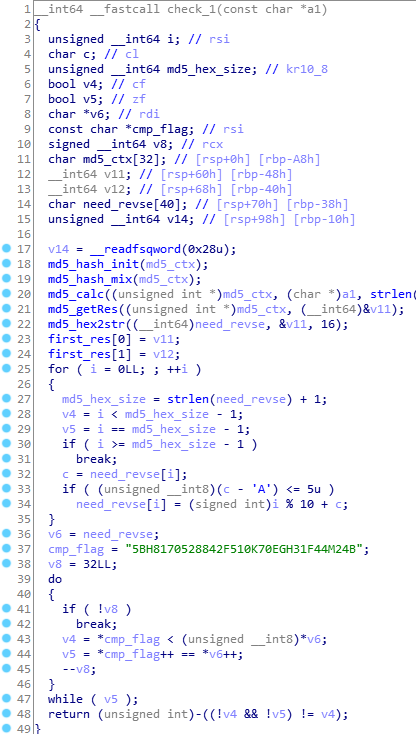 1 __int64 __fastcall check_1(const char *a1)
2 {
3 unsigned __int64 i; // rsi
4 char c; // cl
5 unsigned __int64 md5_hex_size; // kr10_8
6 bool v4; // cf
7 bool v5; // zf
8 char *v6; // rdi
9 const char *cmp_flag; // rsi
10 signed __int64 v8; // rcx
11 char md5_ctx[32]; // [rsp+0h] [rbp-A8h]
12 __int64 v11; // [rsp+60h] [rbp-48h]
13 __int64 v12; // [rsp+68h] [rbp-40h]
14 char need_revse[40]; // [rsp+70h] [rbp-38h]
15 unsigned __int64 v14; // [rsp+98h] [rbp-10h]
16
17 v14 = __readfsqword(0x28u);
18 md5_hash_init(md5_ctx);
19 md5_hash_mix(md5_ctx);
20 md5_calc((unsigned int *)md5_ctx, (char *)a1, strlen(
21 md5_getRes((unsigned int *)md5_ctx, (__int64)&v11);
22 md5_hex2str((__int64)need_revse, &v11, 16);
23 first_res[0] = v11;
24 first_res[1] = v12;
25 for ( i = 0LL; ; ++i )
26 {
27 md5_hex_size = strlen(need_revse) + 1;
28 v4 = i < md5_hex_size - 1;
29 v5 = i == md5_hex_size - 1;
30 if ( i >= md5_hex_size - 1 )
31 break;
32 c = need_revse[i];
33 if ( (unsigned __int8)(c - 'A') <= 5u )
34 need_revse[i] = (signed int)i % 10 + c;
35 }
36 v6 = need_revse;
37 cmp_flag = "5BH8170528842F510K70EGH31F44M24B";
38 v8 = 32LL;
39 do
40 {
41 if ( !v8 )
42 break;
43 v4 = *cmp_flag < (unsigned __int8)*v6;
44 v5 = *cmp_flag++ == *v6++;
45 --v8;
46 }
47 while ( v5 );
48 return (unsigned int)-((!v4 && !v5) != v4);
49 }